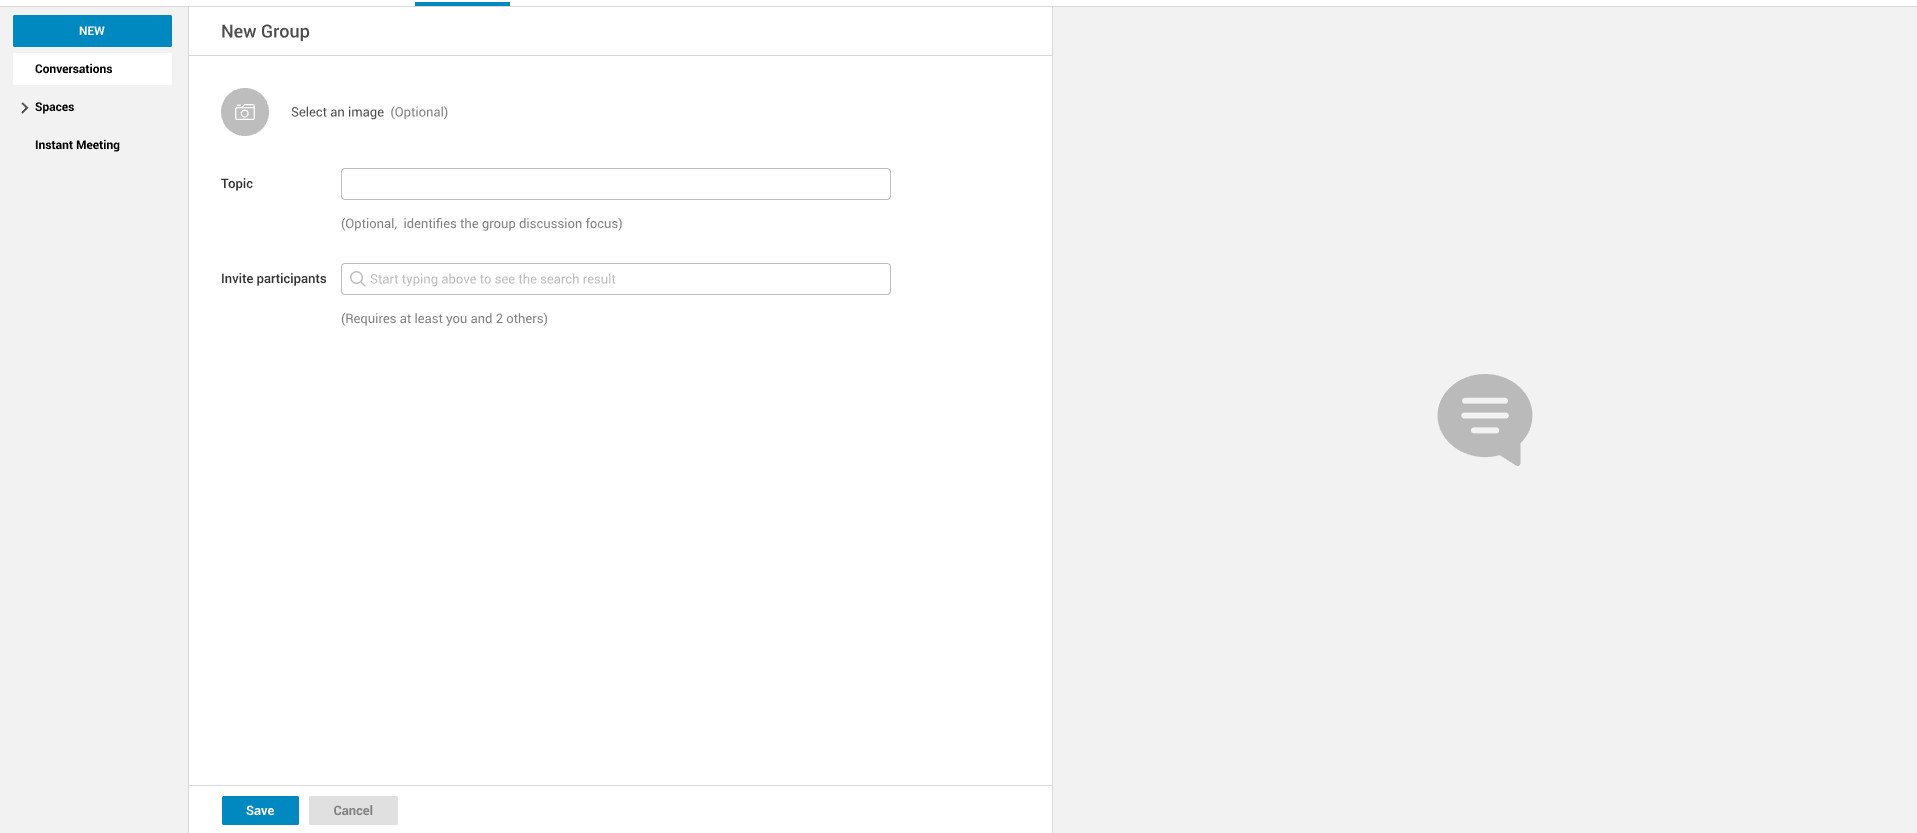 NEW
Conversations
Spaces
Instant Meeting
New Group
Select an image (Optional)
Topic
(Optional, identifies the group discussion focus)
Invite participants
Start typing above to see the search result
(Requires at least you and 2 others)
Save
Cancel